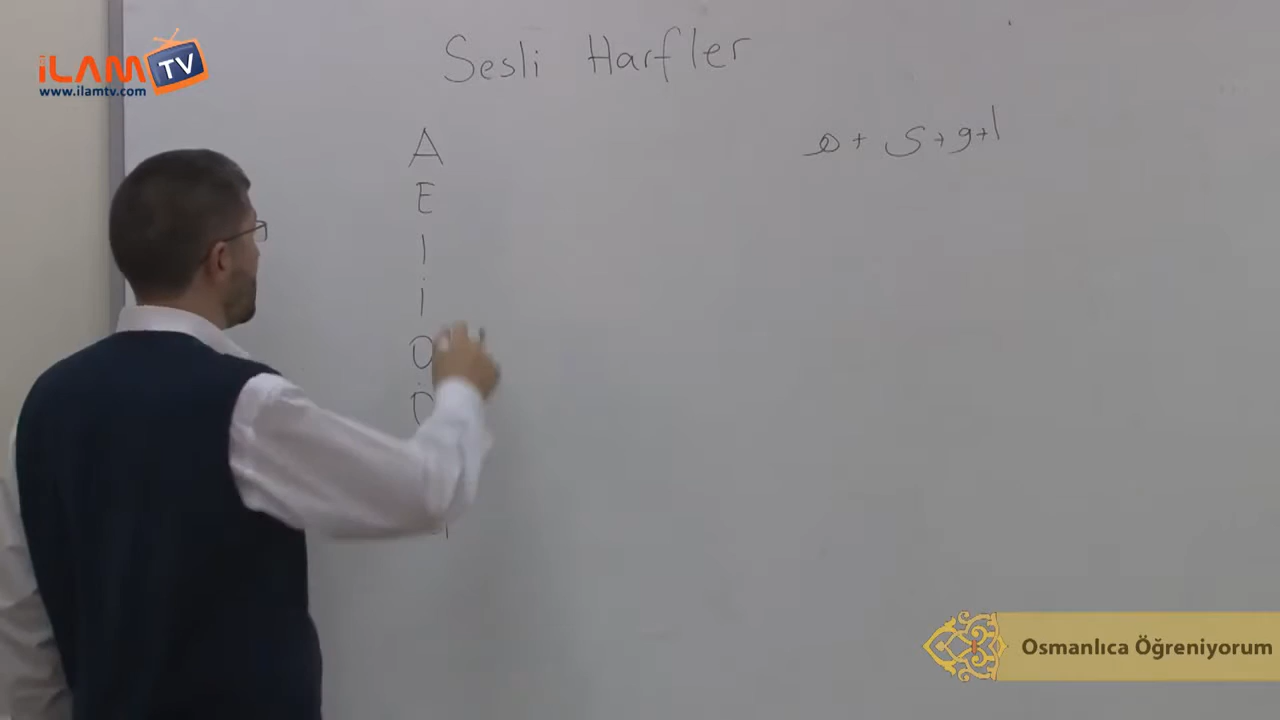 iLAM TV
www.ilamtv.com
Sesli Harfler
ه + ى + و + ا
A
E
I
İ
O
Ö
Osmanlıca Öğreniyorum